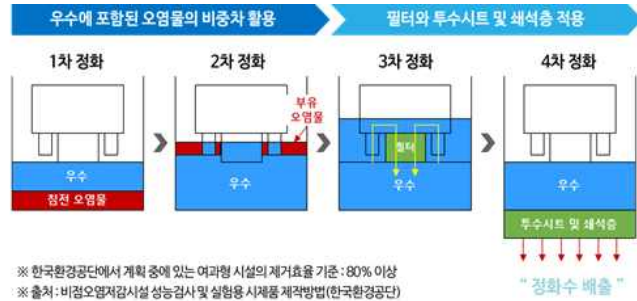 우수에 포함된 오염물의 비중차 활용
필터와 투수시트 및 쇄석층 적용
1차 정화
2차 정화
3차 정화
4차 정화
부유
오염물
필터
우수
우수
우수
우수
침전 오염물
투수시트 및 쇄석층
※ 한국환경공단에서 계획 중에 있는 여과형 시설의 제거효율 기준 : 80% 이상
※ 출처 : 비점오염저감시설 성능검사 및 실험용 시제품 제작방법(한국환경공단)
" 정화수 배출 "